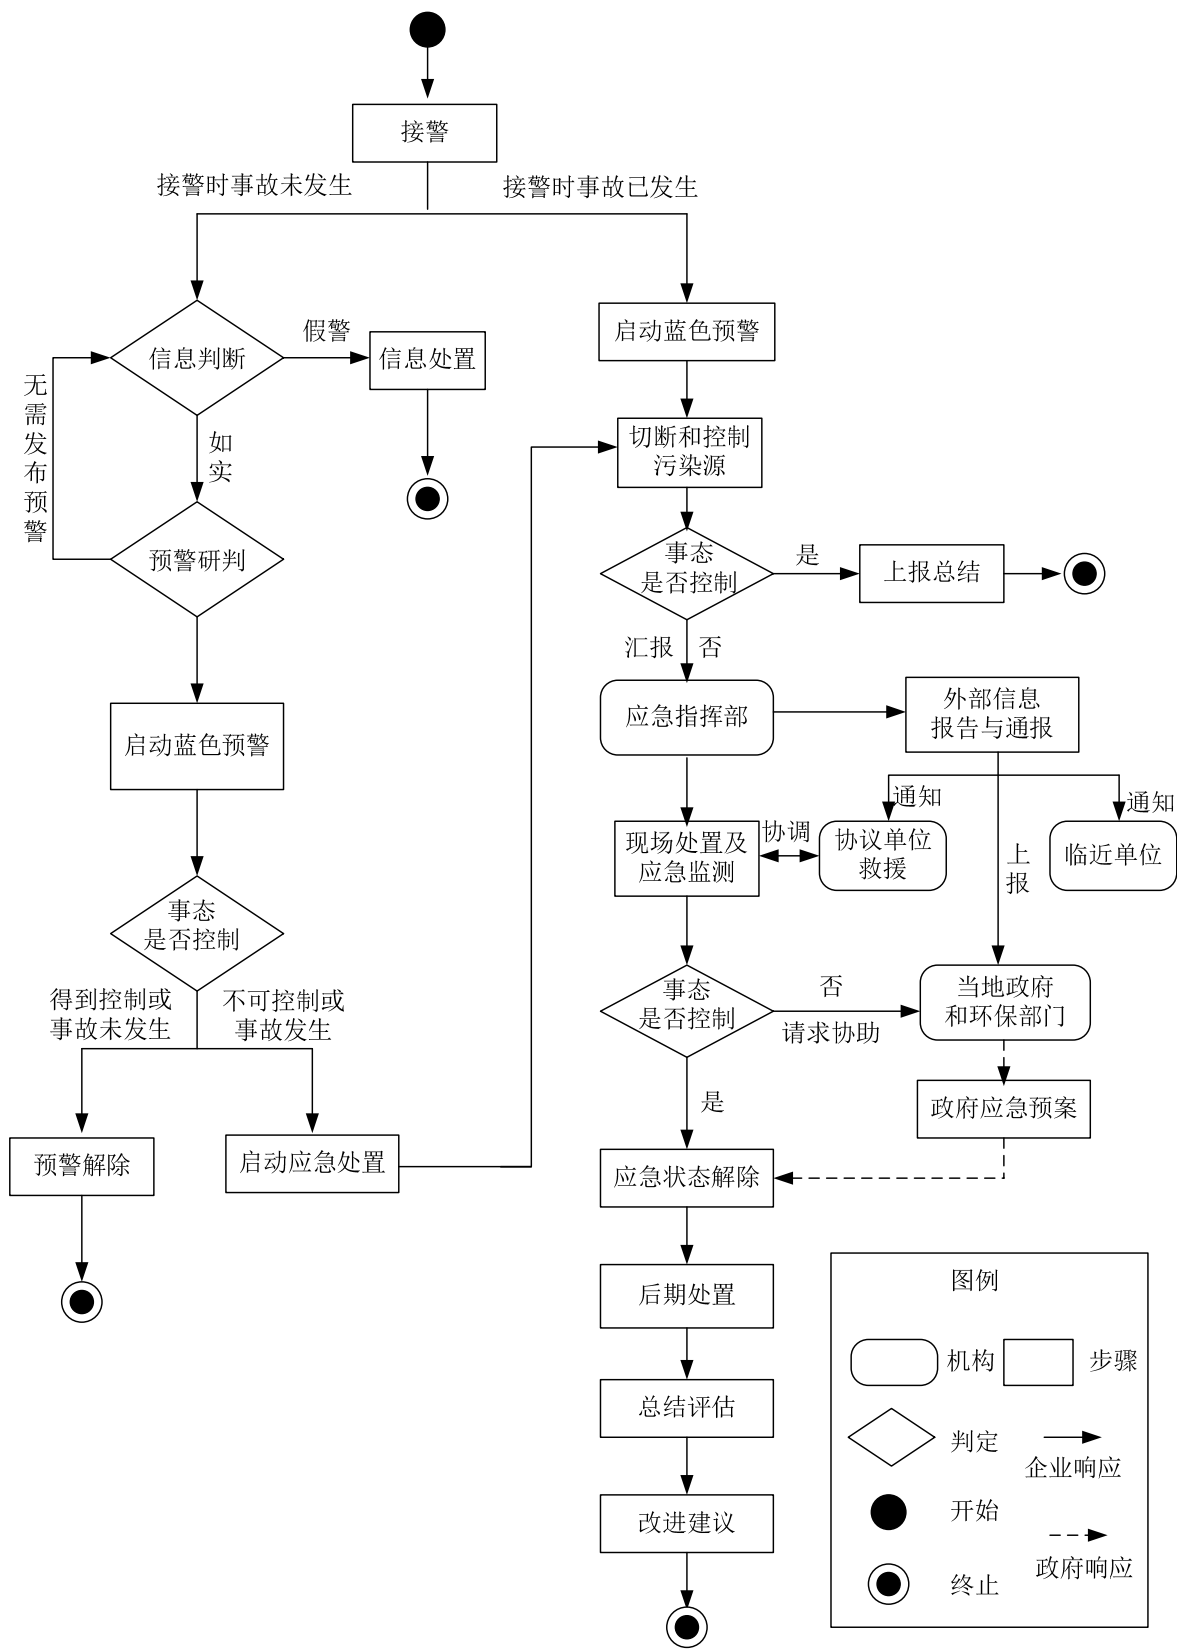 接警
接警时事故未发生
接警时事故已发生
信息判断
假警
信息处置
无需发布预警
如实
预警研判
启动蓝色预警
事态
是否控制
得到控制或
事故未发生
不可控制或
事故发生
预警解除
启动应急处置
启动蓝色预警
切断和控制
污染源
事态
是否控制
是
上报总结
汇报
否
应急指挥部
外部信息
报告与通报
通知
通知
现场处置及
应急监测
协调
协议单位
救援
上报
临近单位
事态
是否控制
否
请求协助
当地政府
和环保部门
是
政府应急预案
应急状态解除
后期处置
总结评估
改进建议
图例
机构
步骤
判定
企业响应
开始
政府响应
终止